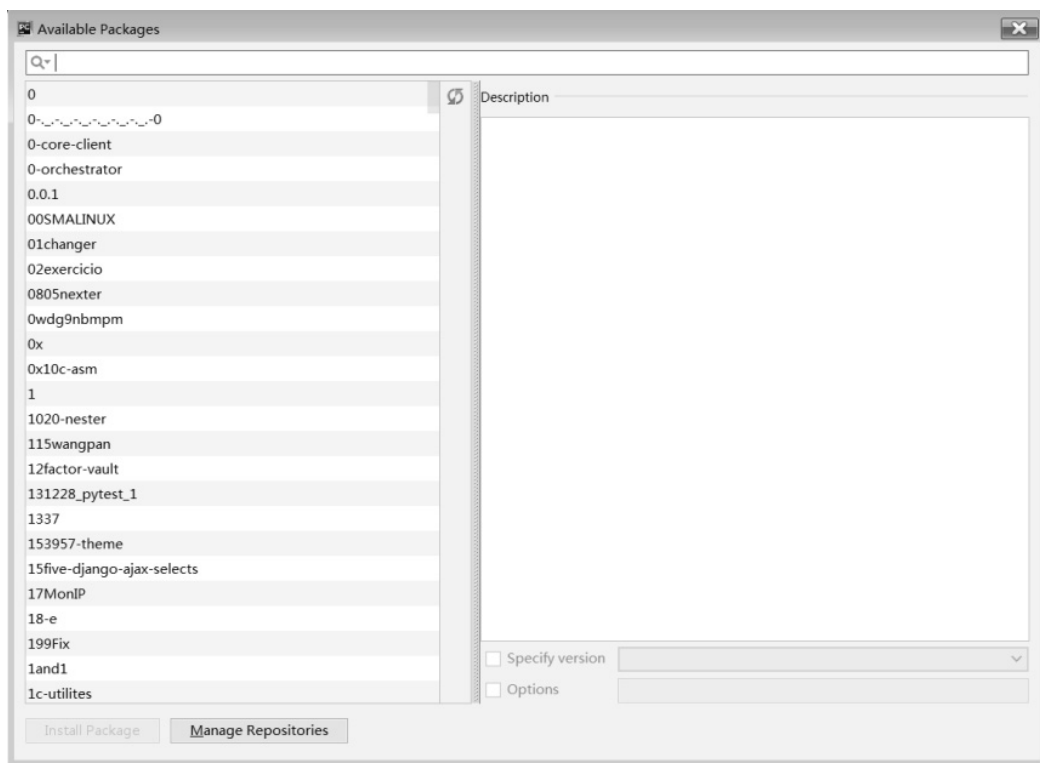 Available Packages
0
0-._.-._.-._.-._.-._.-._.-0
0-core-client
0-orchestrator
0.0.1
00SMALINUX
01changer
02exercicio
0805nexter
0wdg9nbmpm
0x
0x10c-asm
1
1020-nester
115wangpan
12factor-vault
131228_pytest_1
1337
153957-theme
15five-django-ajax-selects
17MonIP
18-e
199Fix
1and1
1c-utilites
Description
Specify version
Options
Install Package
Manage Repositories